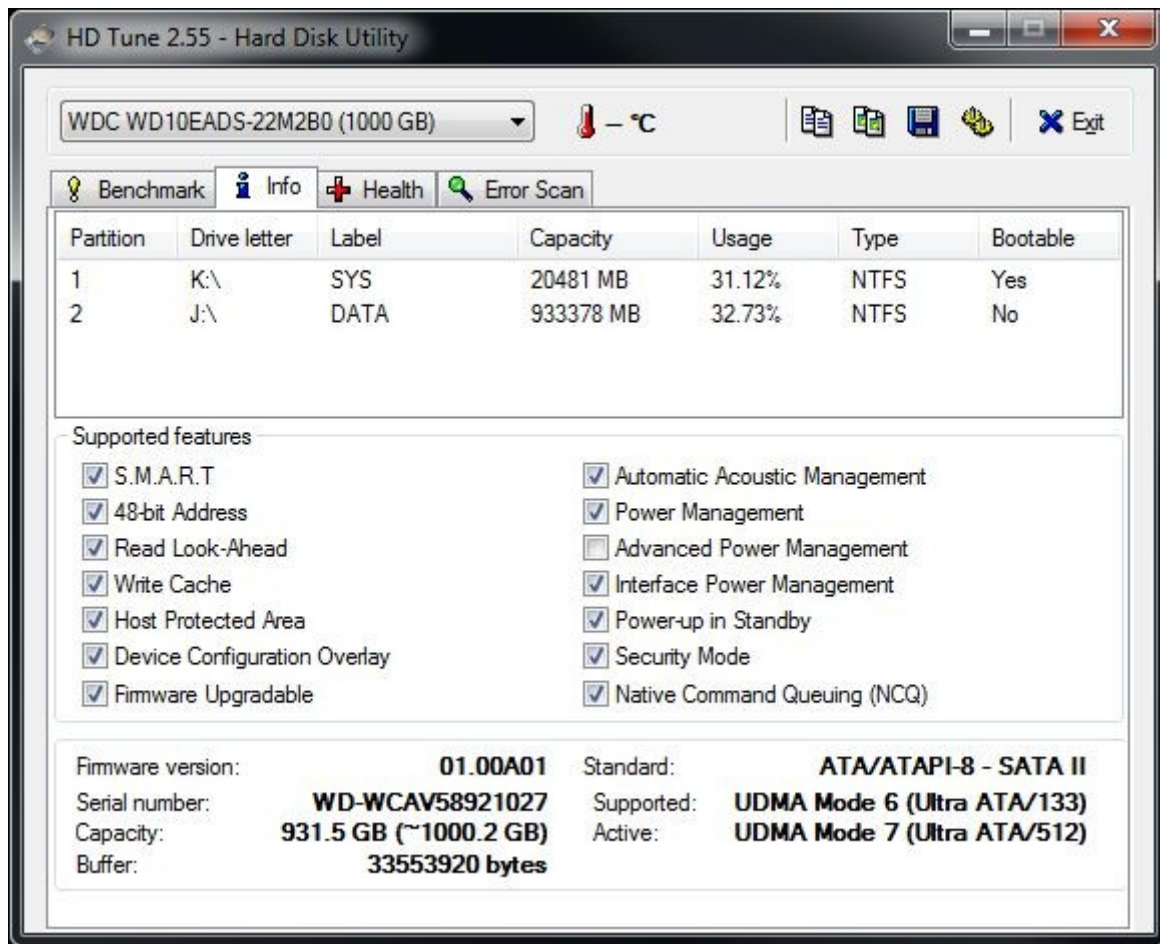 HD Tune 2.55 - Hard Disk Utility
WDC WD10EADS-22M2B0 (1000 GB) – °C Exit
Benchmark Info Health Error Scan
Partition Drive letter Label Capacity Usage Type Bootable
1 K:\ SYS 20481 MB 31.12% NTFS Yes
2 J:\ DATA 933378 MB 32.73% NTFS No
Supported features
S.M.A.R.T Automatic Acoustic Management
48-bit Address Power Management
Read Look-Ahead Advanced Power Management
Write Cache Interface Power Management
Host Protected Area Power-up in Standby
Device Configuration Overlay Security Mode
Firmware Upgradable Native Command Queuing (NCQ)
Firmware version: 01.00A01 Standard: ATA/ATAPI-8 - SATA II
Serial number: WD-WCAV58921027 Supported: UDMA Mode 6 (Ultra ATA/133)
Capacity: 931.5 GB (~1000.2 GB) Active: UDMA Mode 7 (Ultra ATA/512)
Buffer: 33553920 bytes